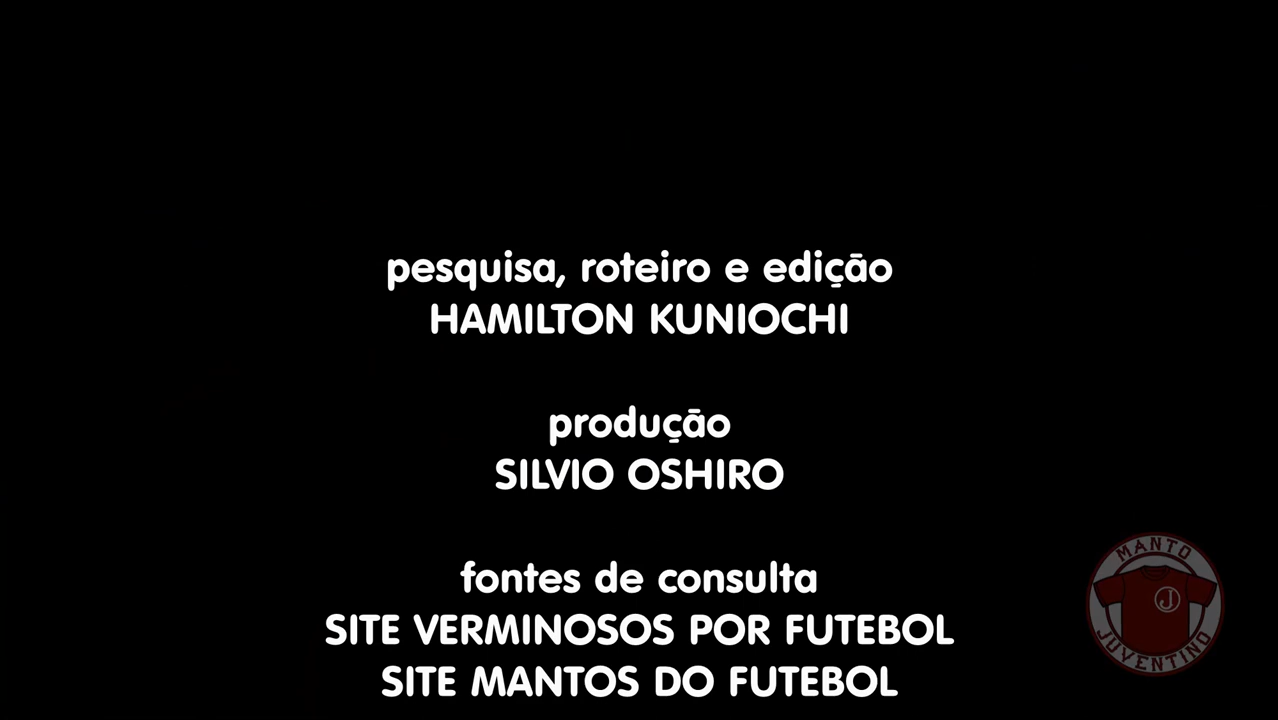 pesquisa, roteiro e edição
HAMILTON KUNIOCHI
produção
SILVIO OSHIRO
fontes de consulta
SITE VERMINOSOS POR FUTEBOL
SITE MANTOS DO FUTEBOL
MANTO
J
JUVENTINO